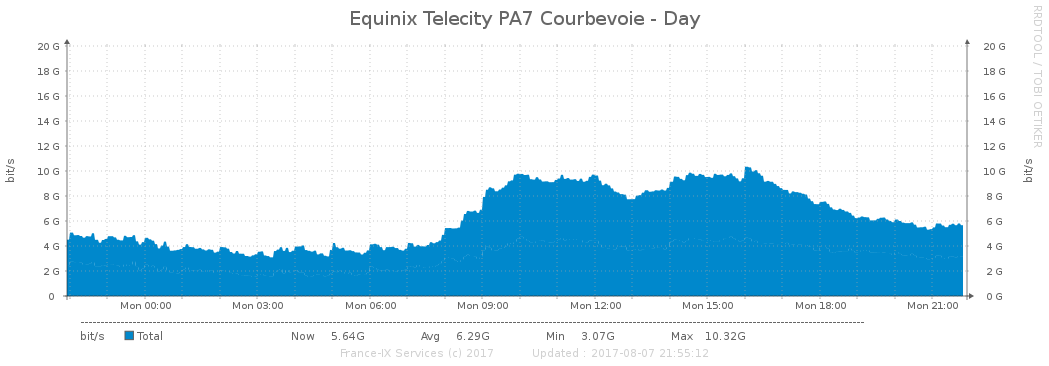 Equinix Telecity PA7 Courbevoie - Day
RRDTOOL / TOBI OETIKER
bit/s
20 G 20 G
18 G 18 G
16 G 16 G
14 G 14 G
12 G 12 G
10 G 10 G
8 G 8 G
6 G 6 G
4 G 4 G
2 G 2 G
0 0 G
bit/s
Mon 00:00 Mon 03:00 Mon 06:00 Mon 09:00 Mon 12:00 Mon 15:00 Mon 18:00 Mon 21:00
bit/s Total Now 5.64G Avg 6.29G Min 3.07G Max 10.32G
France-IX Services (c) 2017 Updated : 2017-08-07 21:55:12